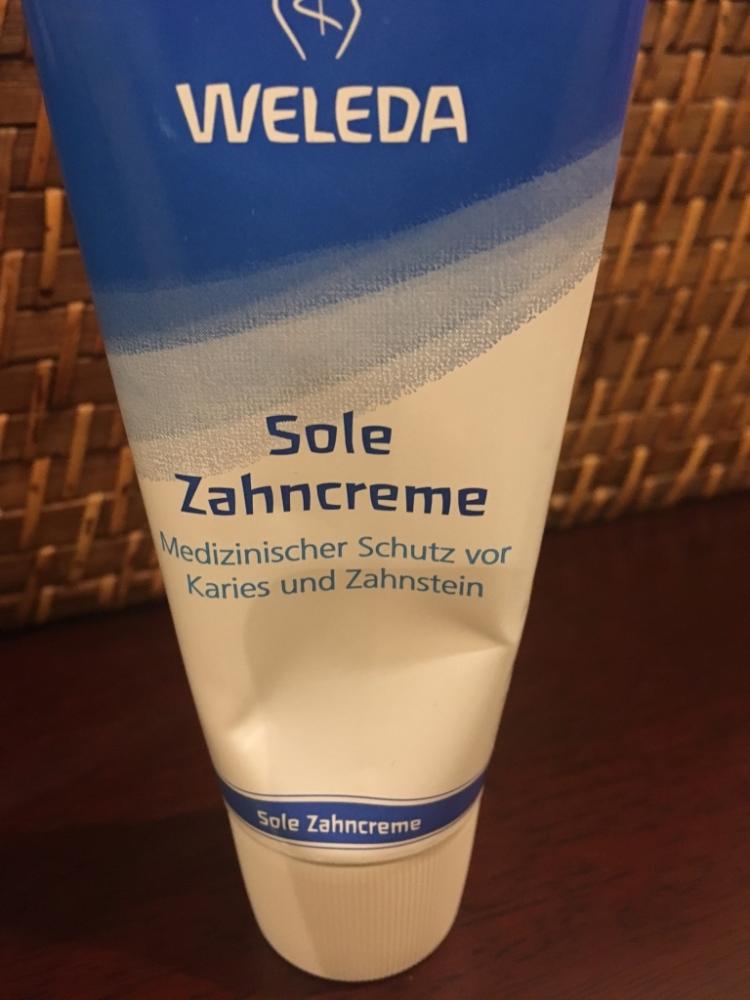 WELEDA
Sole
Zahncreme
Medizinischer Schutz vor
Karies und Zahnstein
Sole Zahncreme